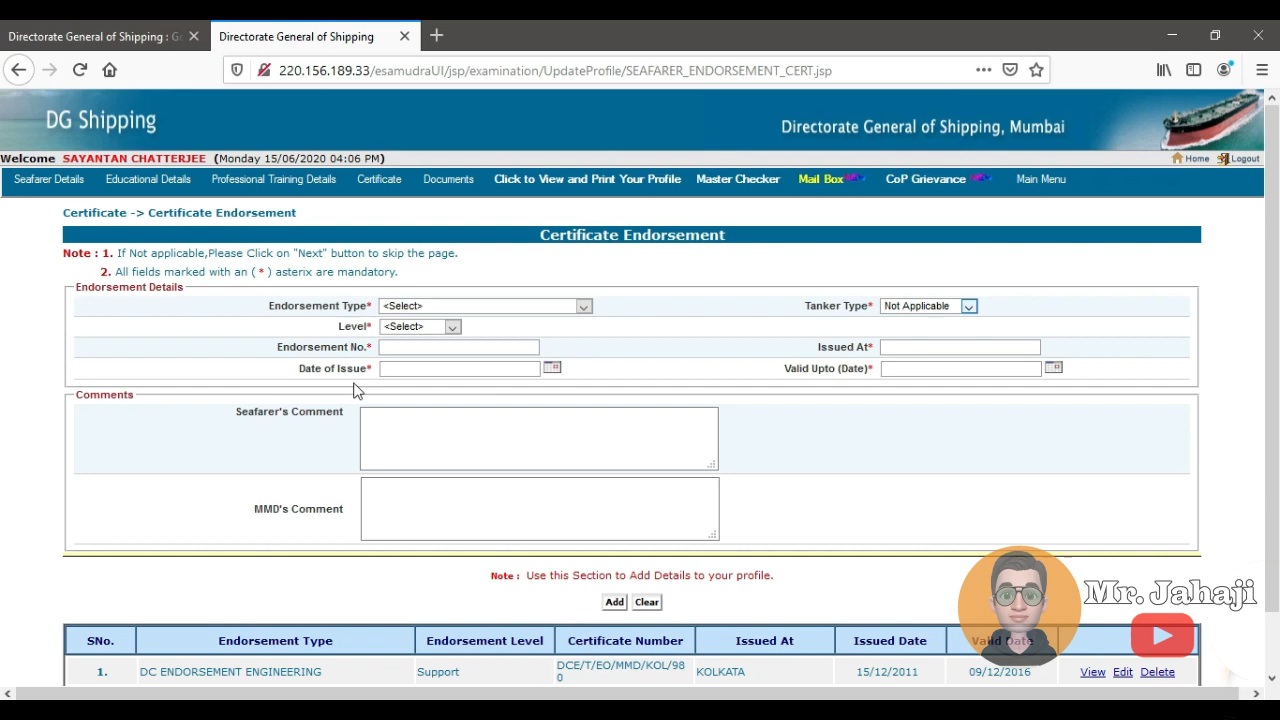 Directorate General of Shipping : G
Directorate General of Shipping
220.156.189.33/esamudraUI/jsp/examination/UpdateProfile/SEAFARER_ENDORSEMENT_CERT.jsp
DG Shipping
Directorate General of Shipping, Mumbai
Welcome SAYANTAN CHATTERJEE (Monday 15/06/2020 04:06 PM) Home Logout
Seafarer Details Educational Details Professional Training Details Certificate Documents Click to View and Print Your Profile Master Checker Mail Box CoP Grievance Main Menu
Certificate -> Certificate Endorsement
Certificate Endorsement
Note : 1. If Not applicable,Please Click on "Next" button to skip the page.
2. All fields marked with an ( * ) asterix are mandatory.
Endorsement Details
Endorsement Type* <Select> Tanker Type* Not Applicable
Level* <Select>
Endorsement No.* Issued At*
Date of Issue* Valid Upto (Date)*
Comments
Seafarer's Comment
MMD's Comment
Note : Use this Section to Add Details to your profile.
Add Clear
Mr. Jahaji
SNo. Endorsement Type Endorsement Level Certificate Number Issued At Issued Date Valid Date
1. DC ENDORSEMENT ENGINEERING Support DCE/T/EO/MMD/KOL/98 KOLKATA 15/12/2011 09/12/2016 View Edit Delete
0